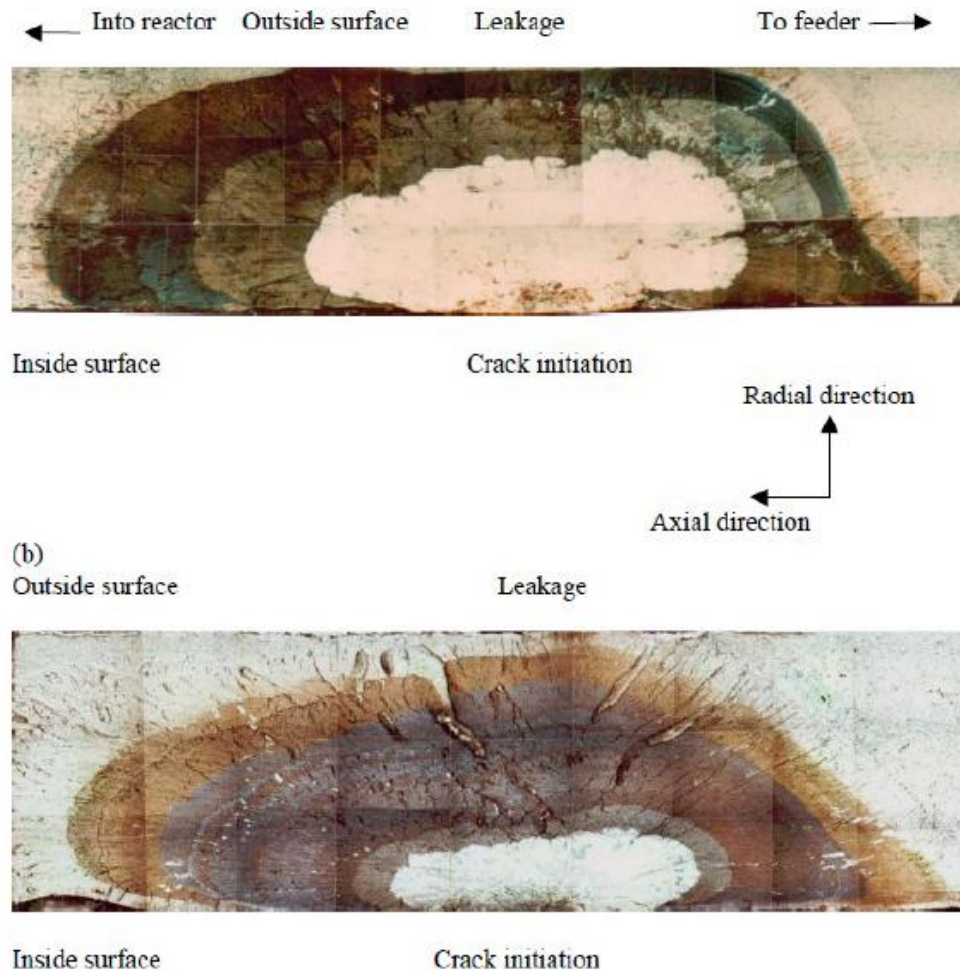 Into reactor Outside surface Leakage To feeder
Inside surface Crack initiation
Radial direction
Axial direction
(b)
Outside surface Leakage
Inside surface Crack initiation